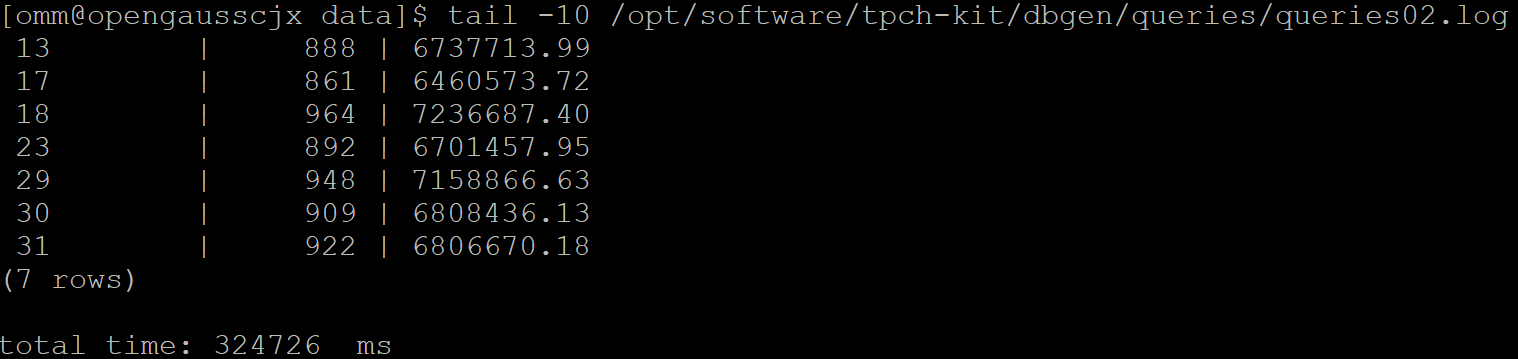 [omm@opengausscjx data]$ tail -10 /opt/software/tpch-kit/dbgen/queries/queries02.log
 13         |     888 | 6737713.99
 17         |     861 | 6460573.72
 18         |     964 | 7236687.40
 23         |     892 | 6701457.95
 29         |     948 | 7158866.63
 30         |     909 | 6808436.13
 31         |     922 | 6806670.18
(7 rows)

total time: 324726  ms